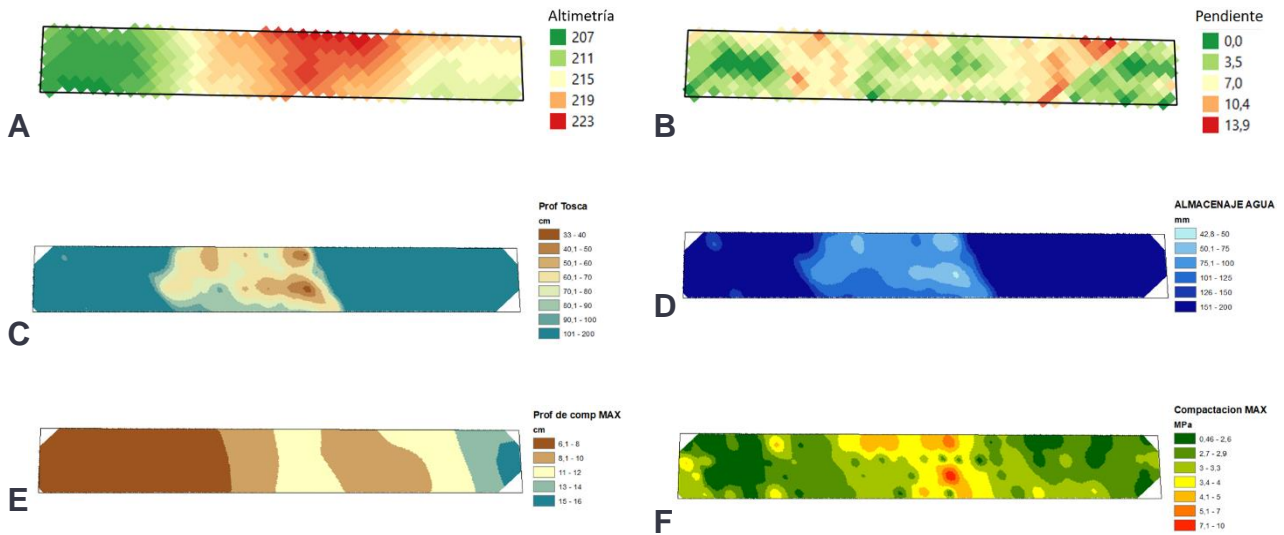 Altimetría
207
211
215
219
223
A
Pendiente
0,0
3,5
7,0
10,4
13,9
B
Prof Tosca
cm
33 - 40
40,1 - 50
50,1 - 60
60,1 - 70
70,1 - 80
80,1 - 90
90,1 - 100
101 - 200
C
ALMACENAJE AGUA
mm
42,8 - 50
50,1 - 75
75,1 - 100
101 - 125
126 - 150
151 - 200
D
Prof de comp MAX
cm
6,1 - 8
8,1 - 10
11 - 12
13 - 14
15 - 16
E
Compactacion MAX
MPa
0,46 - 2,6
2,7 - 2,9
3 - 3,3
3,4 - 4
4,1 - 5
5,1 - 7
7,1 - 10
F